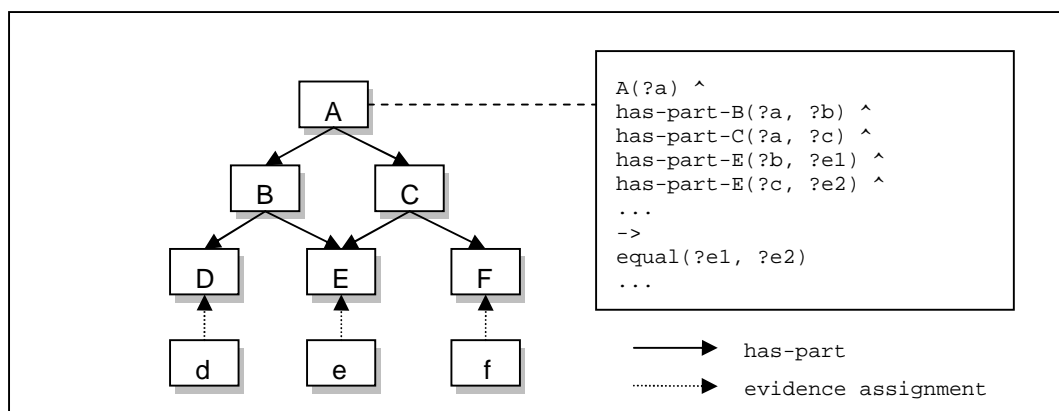 A
B C
D E F
d e f
A(?a) ^
has-part-B(?a, ?b) ^
has-part-C(?a, ?c) ^
has-part-E(?b, ?e1) ^
has-part-E(?c, ?e2) ^
...
->
equal(?e1, ?e2)
...
has-part
evidence assignment